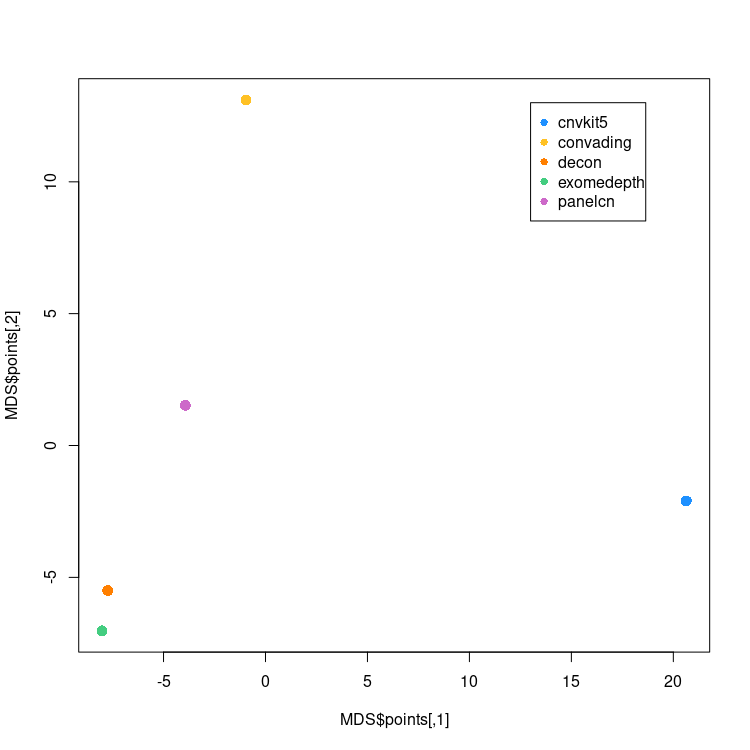 cnvkit5
convading
decon
exomedepth
panelcn
10
5
0
-5
MDS$points[,2]
-5 0 5 10 15 20
MDS$points[,1]